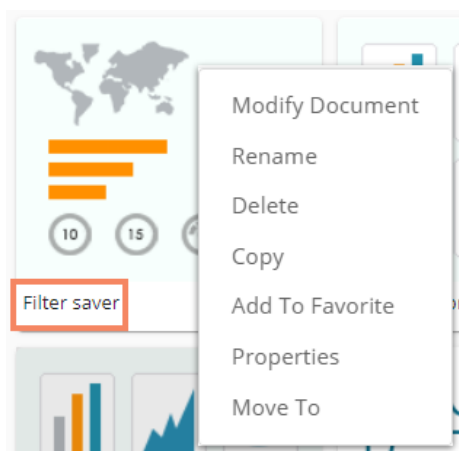 Modify Document
Rename
Delete
10
15
Copy
Filter saver
Add To Favorite
Properties
Move To